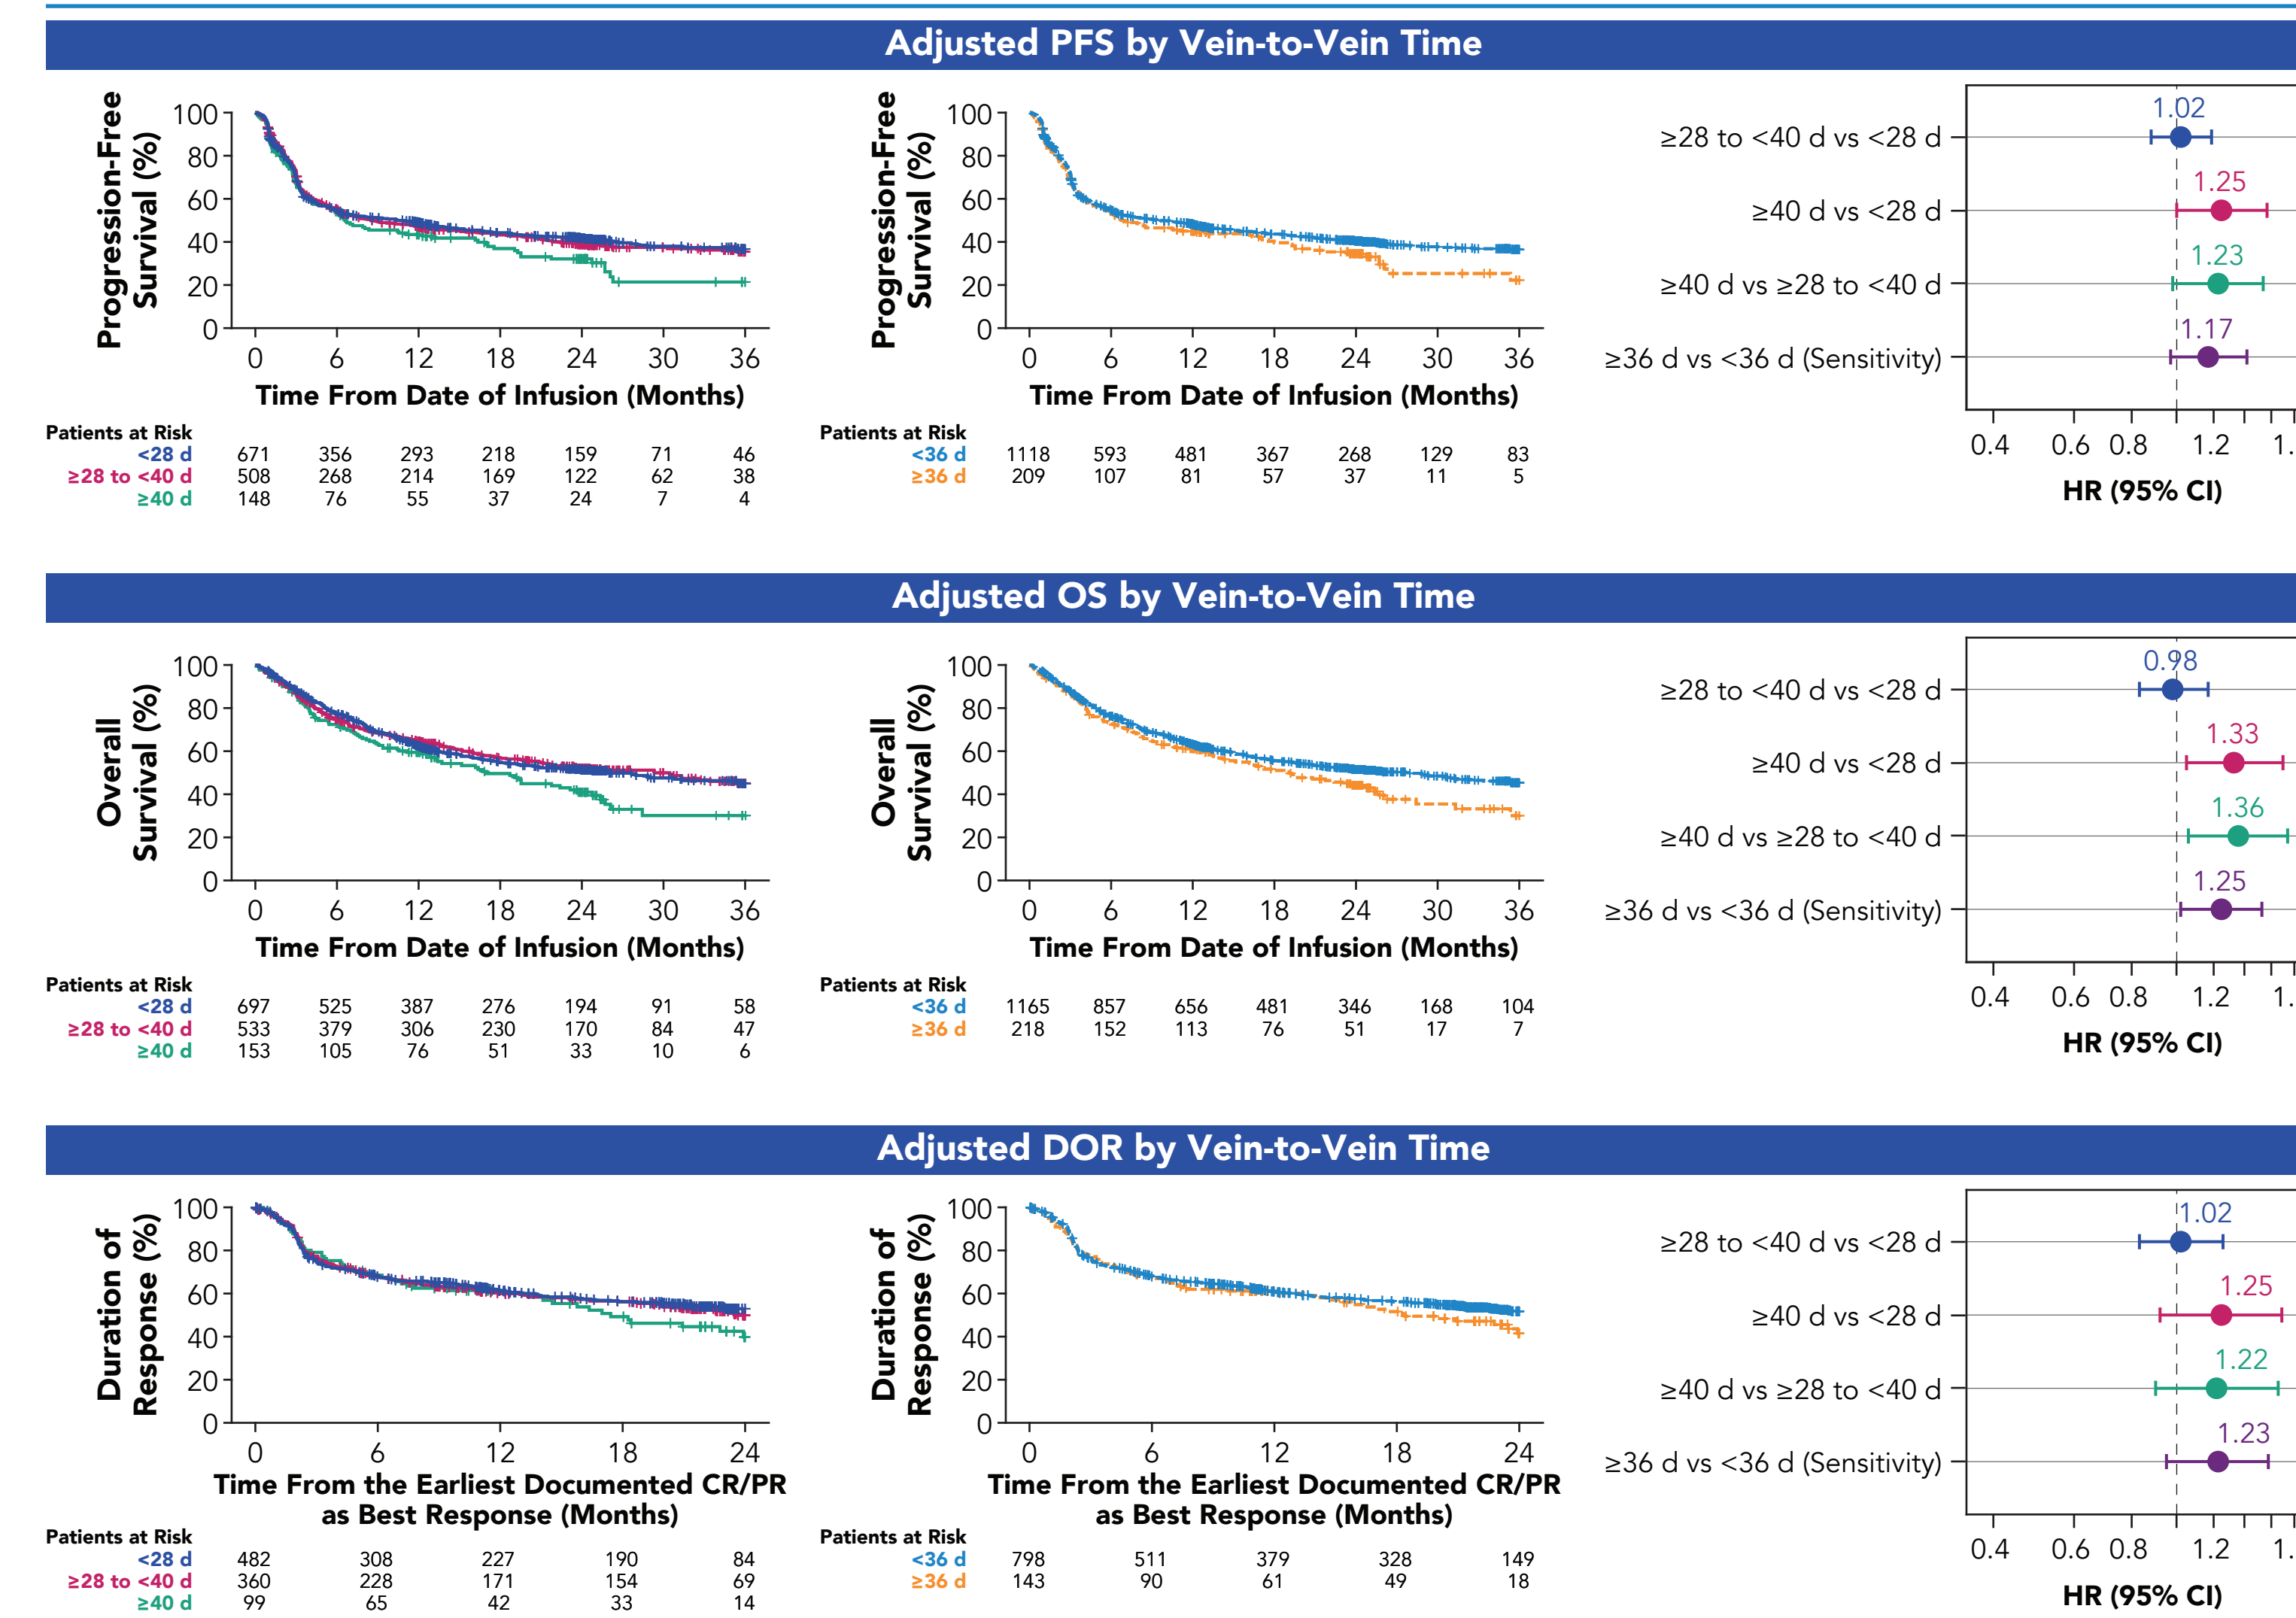 Adjusted PFS by Vein-to-Vein Time
Progression-Free
Survival (%)
100
80
60
40
20
0
0 6 12 18 24 30 36
Time From Date of Infusion (Months)
Patients at Risk
<28 d 671 356 293 218 159 71 46
≥28 to <40 d 508 268 214 169 122 62 38
≥40 d 148 76 55 37 24 7 4
Progression-Free
Survival (%)
100
80
60
40
20
0
0 6 12 18 24 30 36
Time From Date of Infusion (Months)
Patients at Risk
<36 d 1118 593 481 367 268 129 83
≥36 d 209 107 81 57 37 11 5
1.02
≥28 to <40 d vs <28 d
1.25
≥40 d vs <28 d
1.23
≥40 d vs ≥28 to <40 d
1.17
≥36 d vs <36 d (Sensitivity)
0.4 0.6 0.8 1.2 1.
HR (95% CI)
Adjusted OS by Vein-to-Vein Time
Overall
Survival (%)
100
80
60
40
20
0
0 6 12 18 24 30 36
Time From Date of Infusion (Months)
Patients at Risk
<28 d 697 525 387 276 194 91 58
≥28 to <40 d 533 379 306 230 170 84 47
≥40 d 153 105 76 51 33 10 6
Overall
Survival (%)
100
80
60
40
20
0
0 6 12 18 24 30 36
Time From Date of Infusion (Months)
Patients at Risk
<36 d 1165 857 656 481 346 168 104
≥36 d 218 152 113 76 51 17 7
0.98
≥28 to <40 d vs <28 d
1.33
≥40 d vs <28 d
1.36
≥40 d vs ≥28 to <40 d
1.25
≥36 d vs <36 d (Sensitivity)
0.4 0.6 0.8 1.2 1.
HR (95% CI)
Adjusted DOR by Vein-to-Vein Time
Duration of
Response (%)
100
80
60
40
20
0
0 6 12 18 24
Time From the Earliest Documented CR/PR
as Best Response (Months)
Patients at Risk
<28 d 482 308 227 190 84
≥28 to <40 d 360 228 171 154 69
≥40 d 99 65 42 33 14
Duration of
Response (%)
100
80
60
40
20
0
0 6 12 18 24
Time From the Earliest Documented CR/PR
as Best Response (Months)
Patients at Risk
<36 d 798 511 379 328 149
≥36 d 143 90 61 49 18
1.02
≥28 to <40 d vs <28 d
1.25
≥40 d vs <28 d
1.22
≥40 d vs ≥28 to <40 d
1.23
≥36 d vs <36 d (Sensitivity)
0.4 0.6 0.8 1.2 1.
HR (95% CI)